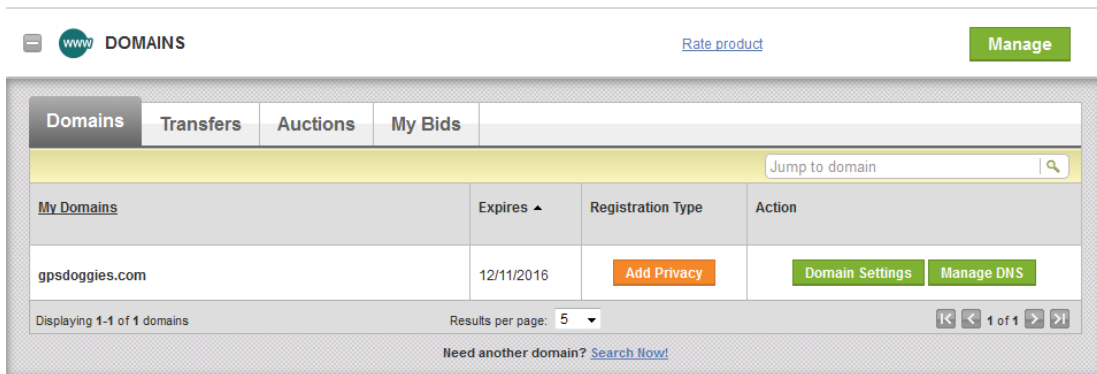 www DOMAINS Rate product Manage
Domains Transfers Auctions My Bids
Jump to domain
My Domains Expires Registration Type Action
gpsdoggies.com 12/11/2016 Add Privacy Domain Settings Manage DNS
Displaying 1-1 of 1 domains Results per page: 5 1 of 1
Need another domain? Search Now!